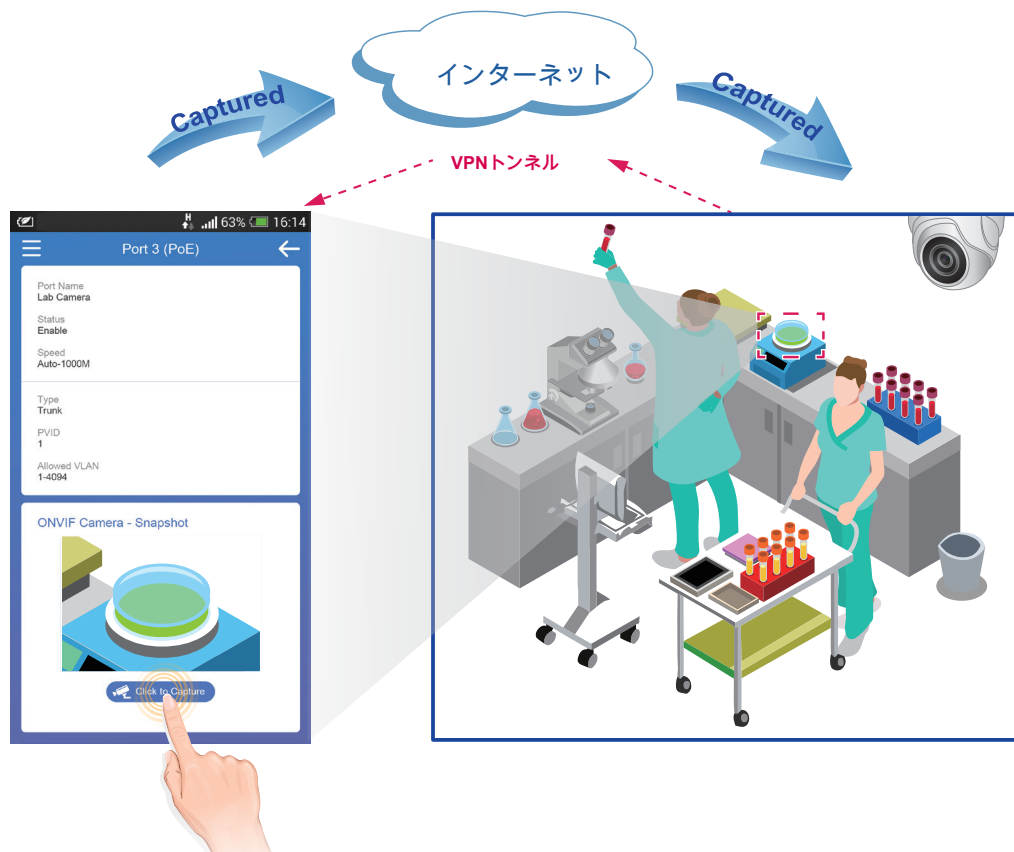 インターネット
Captured
Captured
VPNトンネル
H
63%
16:14
Port 3 (PoE)
Port Name
Lab Camera
Status
Enable
Speed
Auto-1000M
Type
Trunk
PVID
1
Allowed VLAN
1-4094
ONVIF Camera - Snapshot
Click to Capture